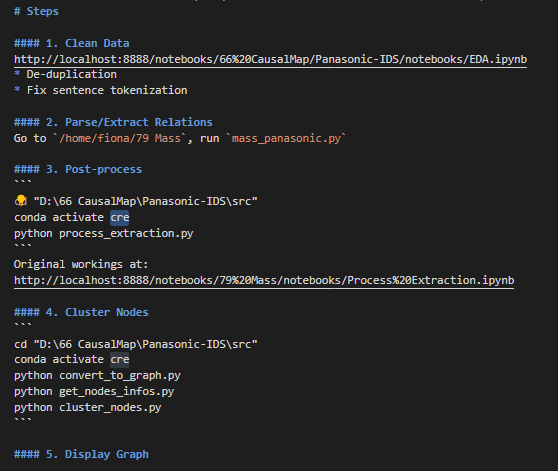 # Steps
#### 1. Clean Data
http://localhost:8888/notebooks/66%20CausalMap/Panasonic-IDS/notebooks/EDA.ipynb
* De-duplication
* Fix sentence tokenization
#### 2. Parse/Extract Relations
Go to `/home/fiona/79 Mass`, run `mass_panasonic.py`
#### 3. Post-process
```
"D:\66 CausalMap\Panasonic-IDS\src"
conda activate cre
python process_extraction.py
```
Original workings at:
http://localhost:8888/notebooks/79%20Mass/notebooks/Process%20Extraction.ipynb
#### 4. Cluster Nodes
```
cd "D:\66 CausalMap\Panasonic-IDS\src"
conda activate cre
python convert_to_graph.py
python get_nodes_infos.py
python cluster_nodes.py
```
#### 5. Display Graph